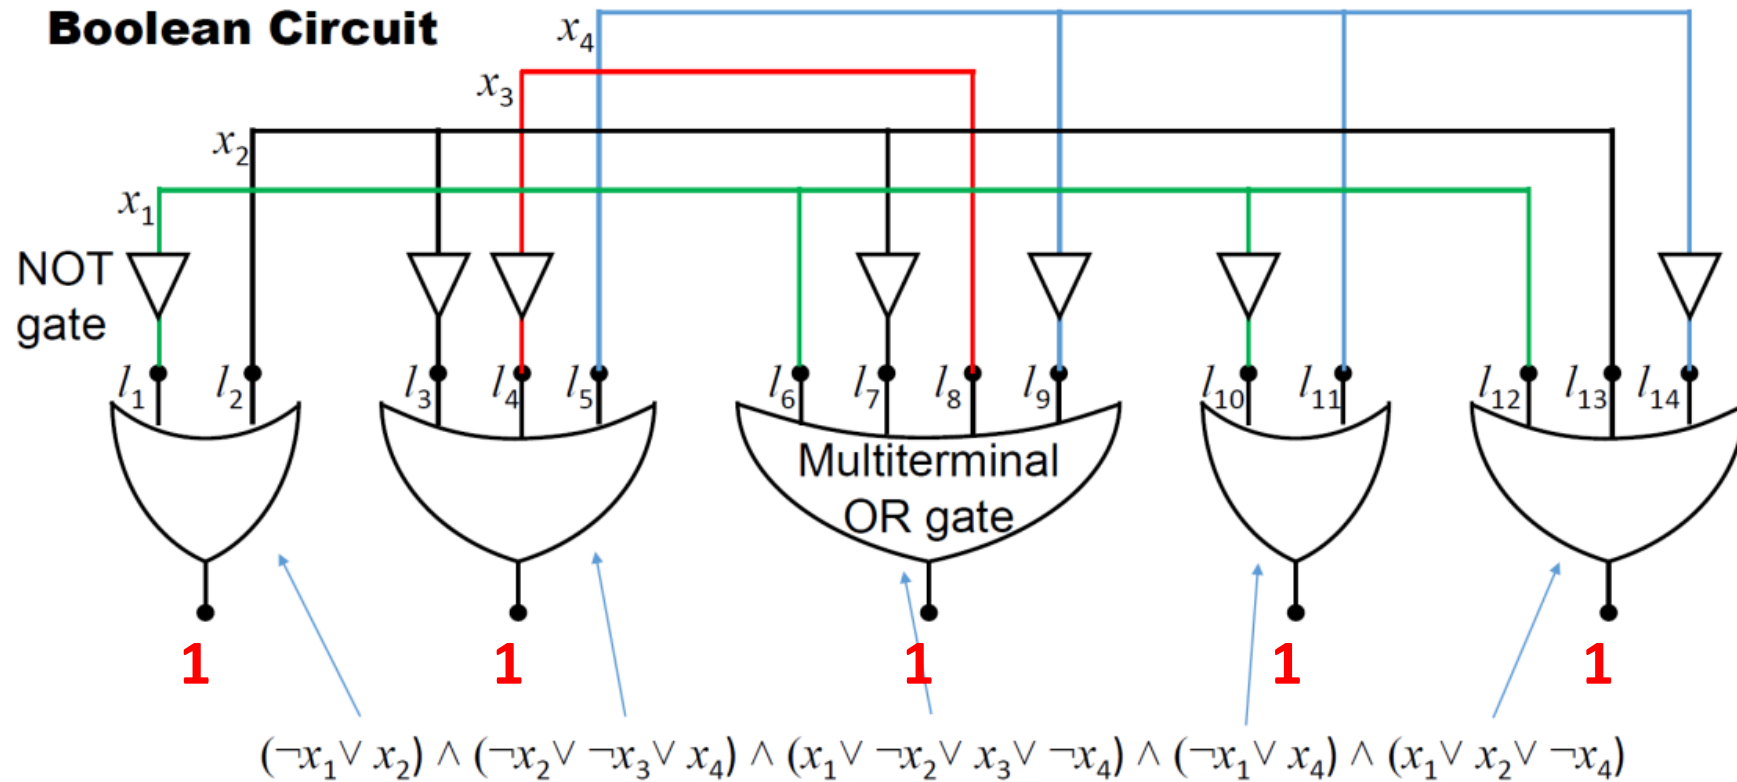 Boolean Circuit
x₄
x₃
x₂
x₁
NOT
gate
l₁ l₂ l₃ l₄ l₅ l₆ l₇ l₈ l₉ l₁₀ l₁₁ l₁₂ l₁₃ l₁₄
Multiterminal
OR gate
1 1 1 1 1
(¬x₁∨ x₂) ∧ (¬x₂∨ ¬x₃∨ x₄) ∧ (x₁∨ ¬x₂∨ x₃∨ ¬x₄) ∧ (¬x₁∨ x₄) ∧ (x₁∨ x₂∨ ¬x₄)